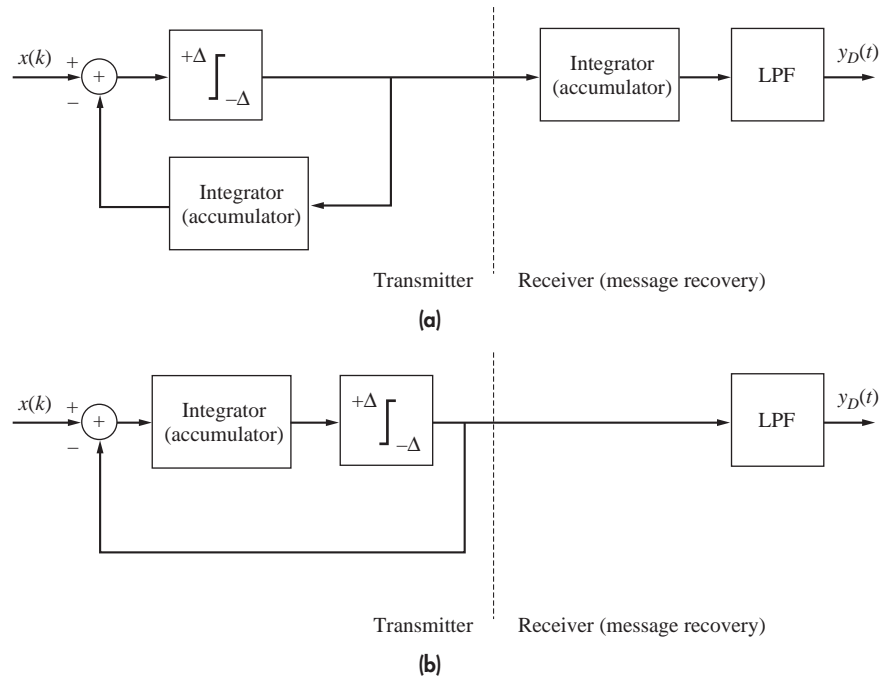 x(k)
+
−
+
+Δ
−Δ
Integrator
(accumulator)
LPF
y_D(t)
Integrator
(accumulator)
Transmitter
Receiver (message recovery)
(a)
x(k)
+
−
+
Integrator
(accumulator)
+Δ
−Δ
LPF
y_D(t)
Transmitter
Receiver (message recovery)
(b)